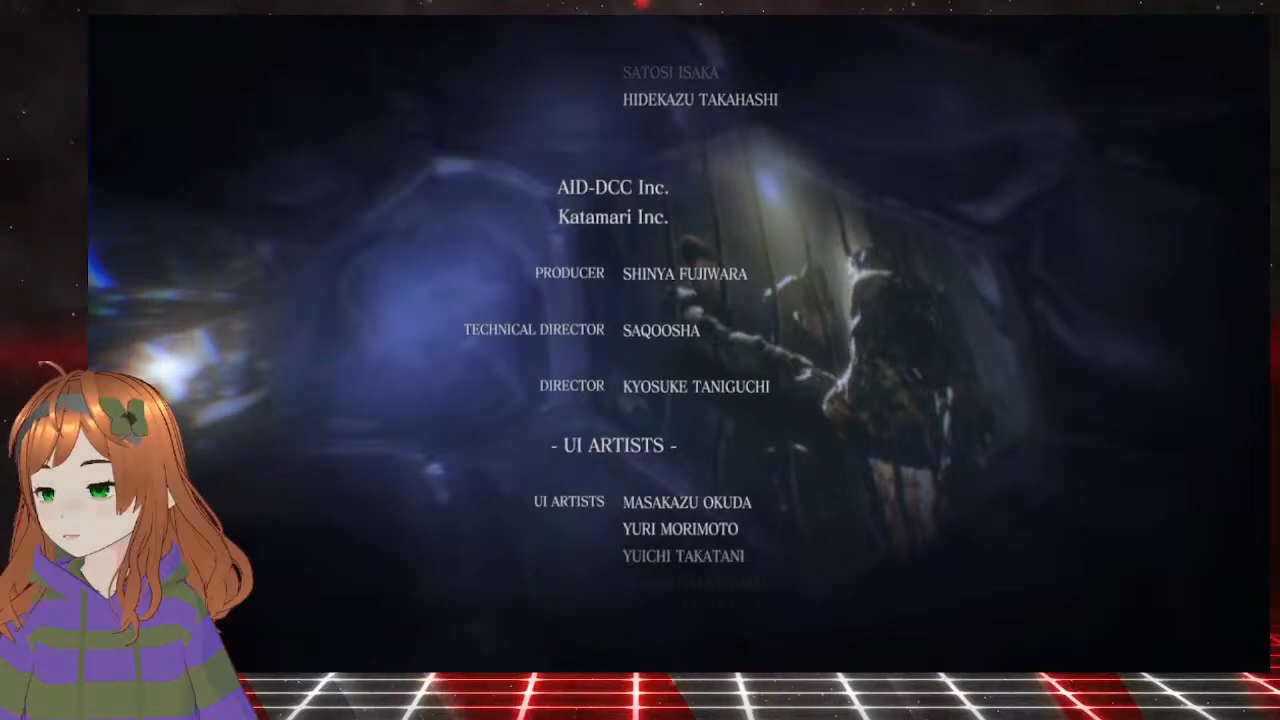 SATOSI ISAKA
HIDEKAZU TAKAHASHI
AID-DCC Inc.
Katamari Inc.
PRODUCER SHINYA FUJIWARA
TECHNICAL DIRECTOR SAQOOSHA
DIRECTOR KYOSUKE TANIGUCHI
- UI ARTISTS -
UI ARTISTS MASAKAZU OKUDA
YURI MORIMOTO
YUICHI TAKATANI